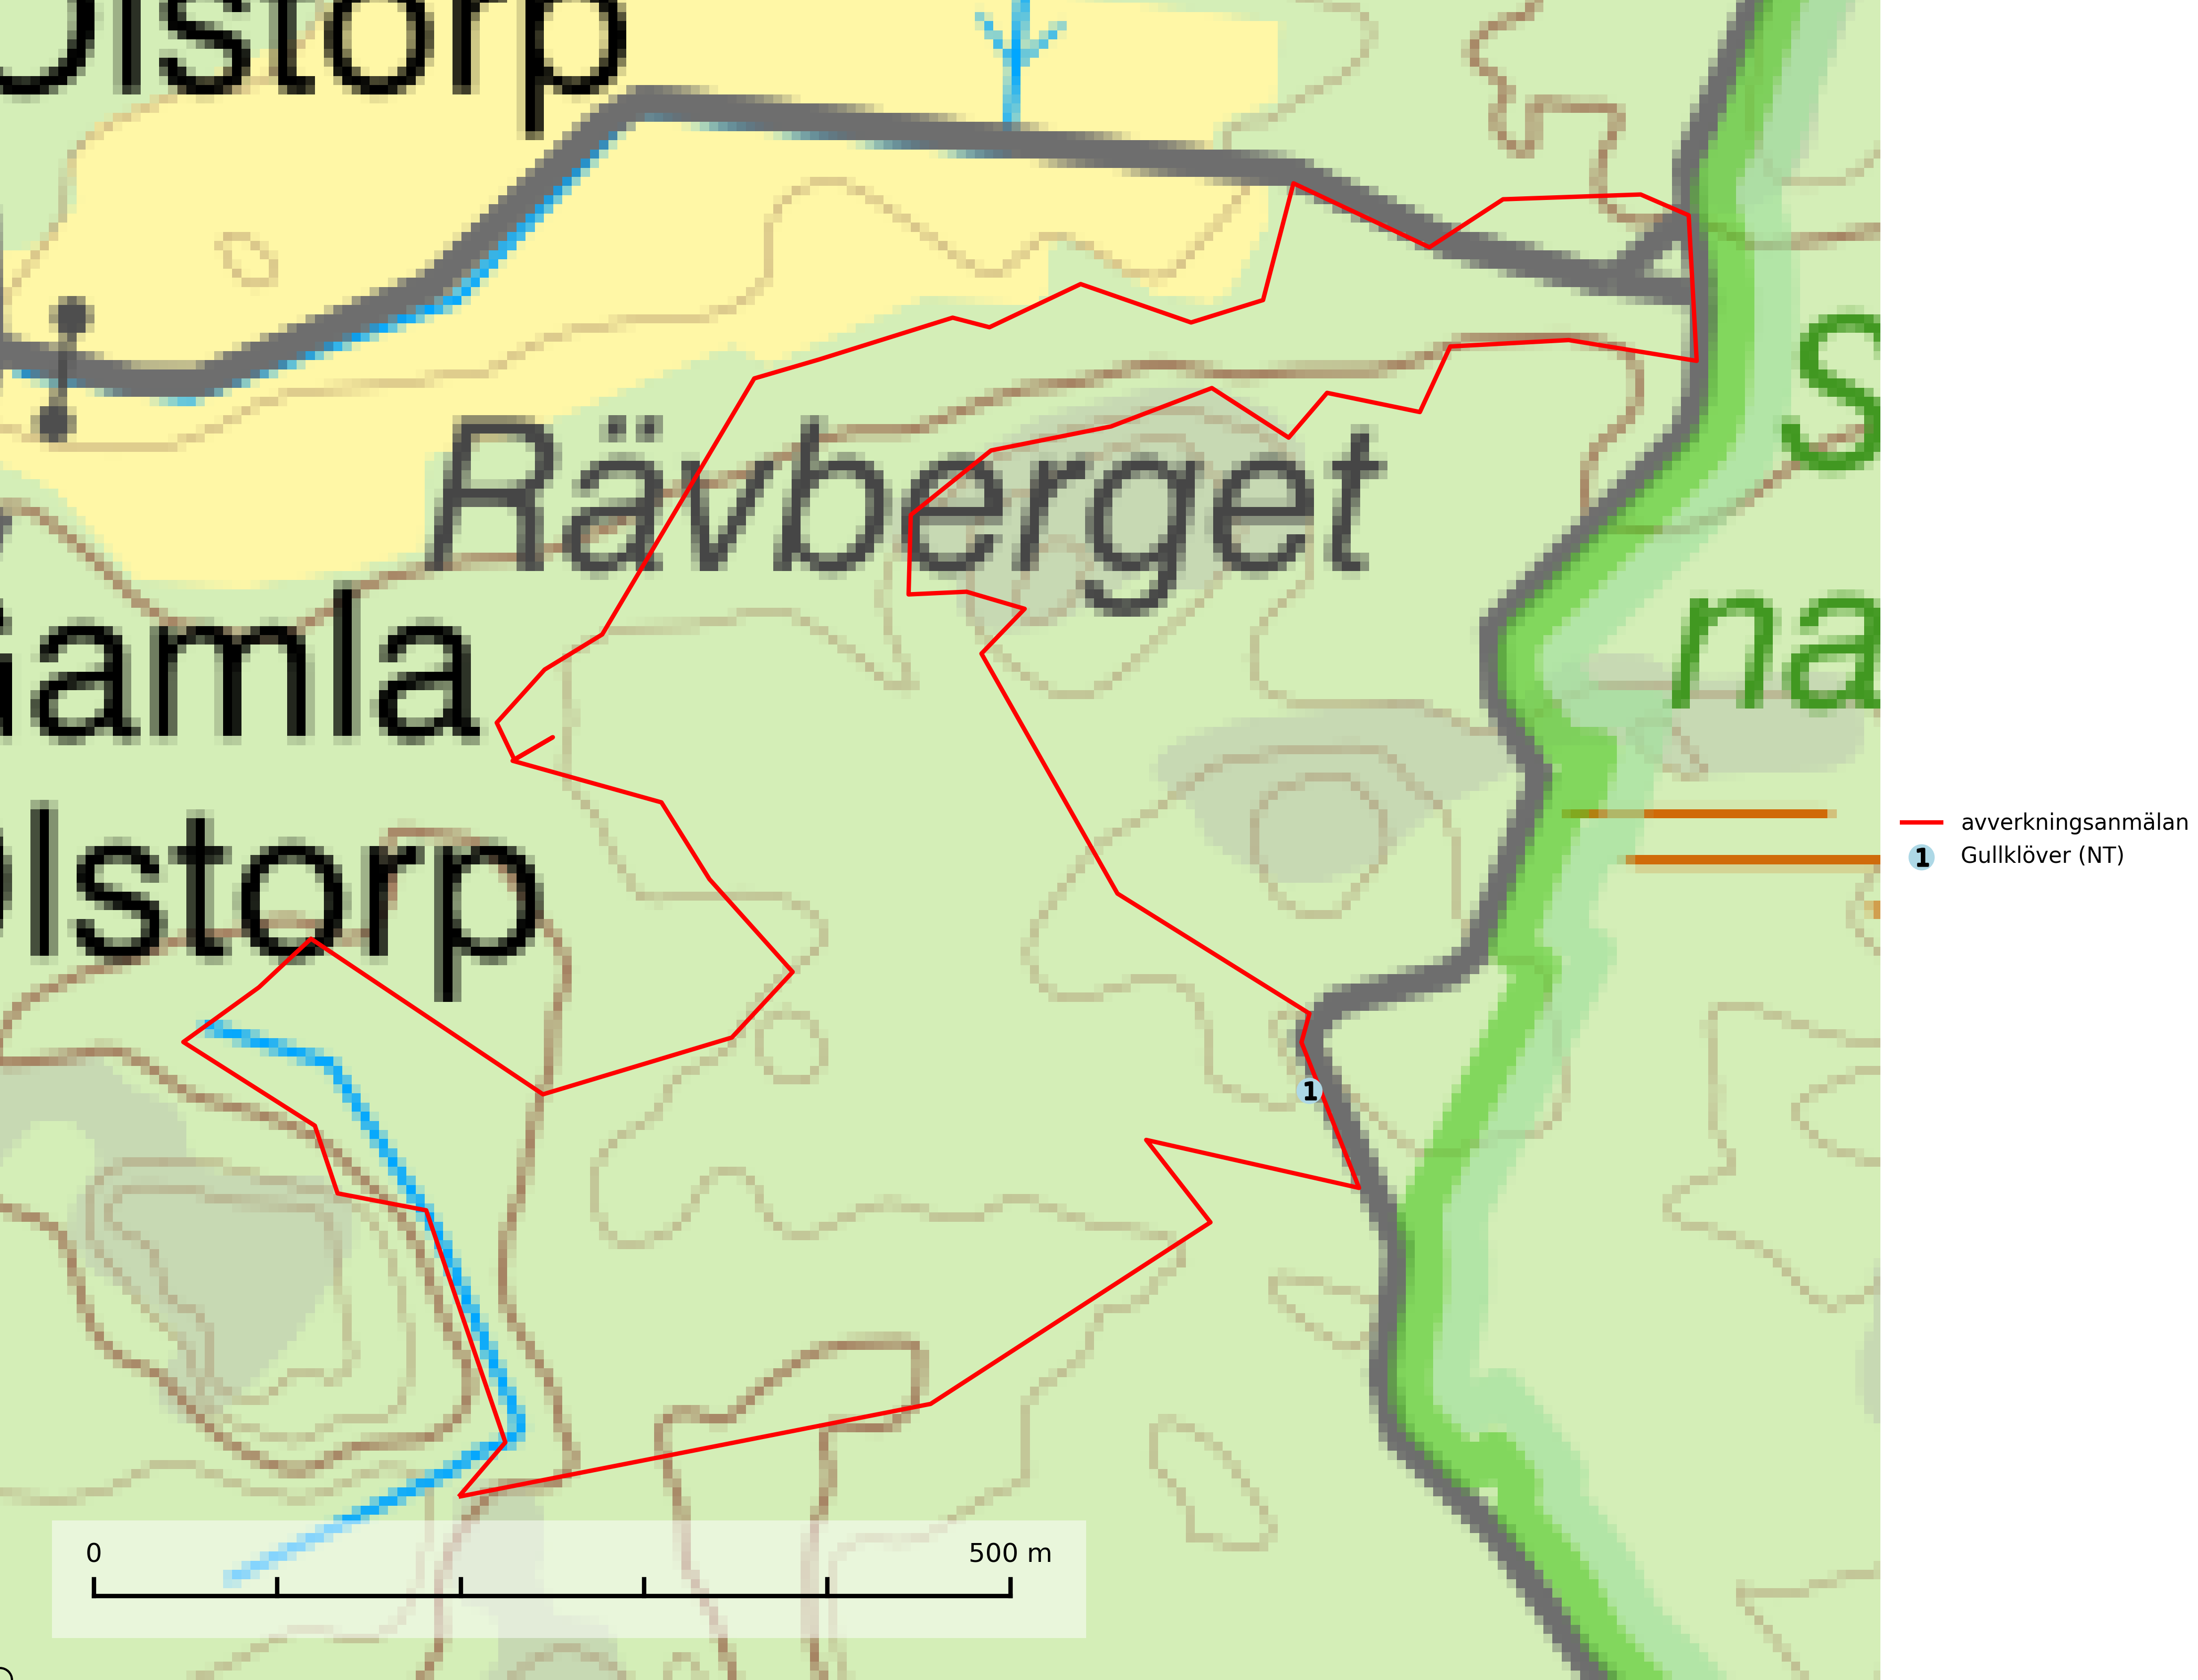 Olstorp
Rävberget
Gamla
Olstorp
S
na
1
avverkningsanmälan
1 Gullklöver (NT)
0 500 m